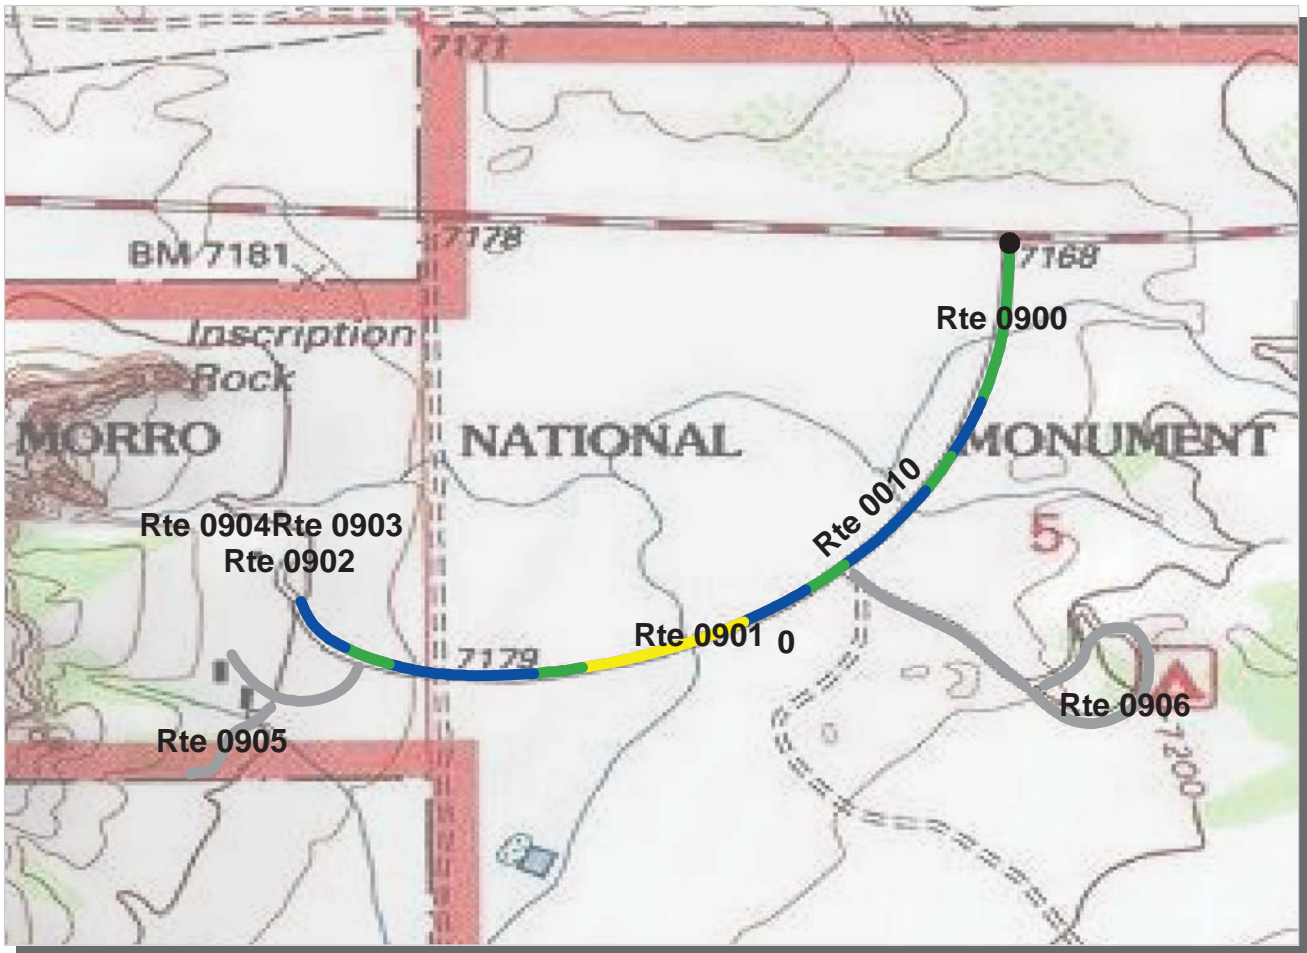 7171
7178
BM 7181
7168
Inscription
Rock
Rte 0900
MORRO NATIONAL MONUMENT
Rte 0010
Rte 0904Rte 0903
5
Rte 0902
Rte 0901 0
7179
Rte 0906
Rte 0905
7200